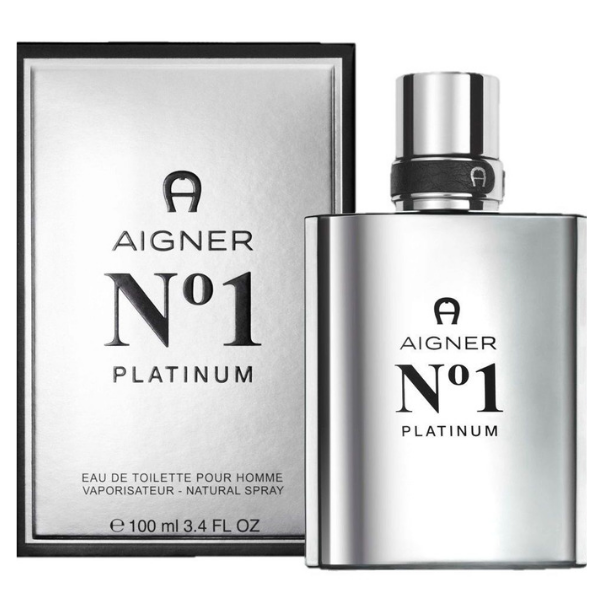 AIGNER
Nº1
PLATINUM
EAU DE TOILETTE POUR HOMME
VAPORISATEUR - NATURAL SPRAY
℮ 100 ml 3.4 FL OZ
AIGNER
Nº1
PLATINUM